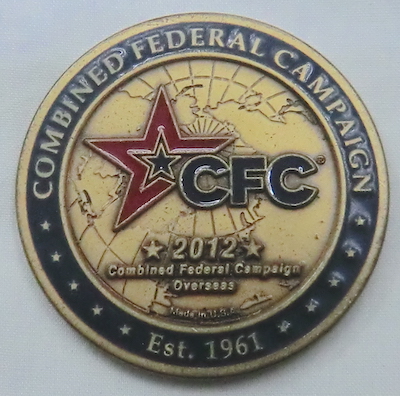 COMBINED FEDERAL CAMPAIGN
CFC®
2012
Combined Federal Campaign
Overseas
Made in U.S.A.
Est. 1961